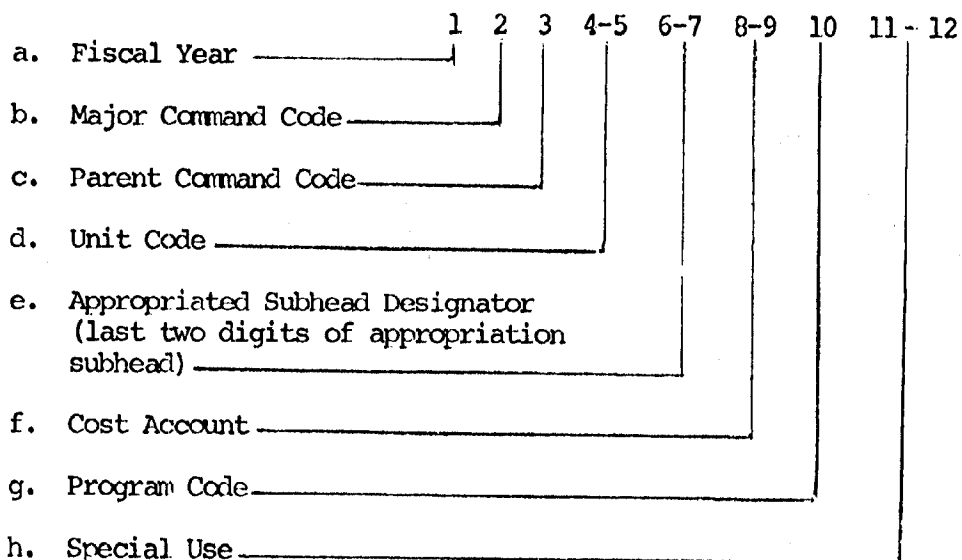 1 2 3 4-5 6-7 8-9 10 11- 12
a. Fiscal Year
b. Major Command Code
c. Parent Command Code
d. Unit Code
e. Appropriated Subhead Designator
(last two digits of appropriation
subhead)
f. Cost Account
g. Program Code
h. Special Use